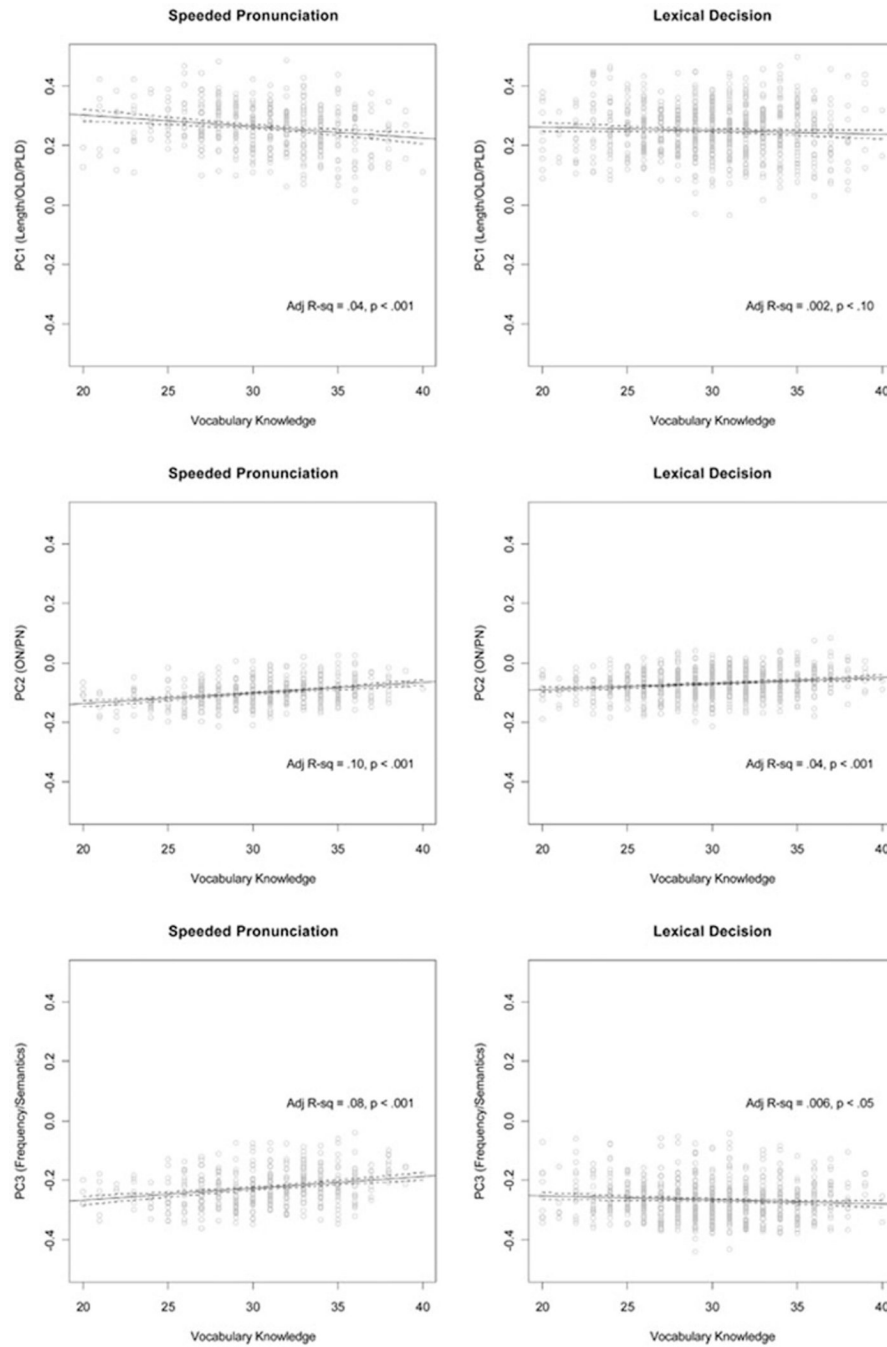 Speeded Pronunciation
PC1 (Length/OLD/PLD)
0.4
0.2
0.0
-0.2
-0.4
Adj R-sq = .04, p < .001
20 25 30 35 40
Vocabulary Knowledge
Lexical Decision
PC1 (Length/OLD/PLD)
0.4
0.2
0.0
-0.2
-0.4
Adj R-sq = .002, p < .10
20 25 30 35 40
Vocabulary Knowledge
Speeded Pronunciation
PC2 (ON/PN)
0.4
0.2
0.0
-0.2
-0.4
Adj R-sq = .10, p < .001
20 25 30 35 40
Vocabulary Knowledge
Lexical Decision
PC2 (ON/PN)
0.4
0.2
0.0
-0.2
-0.4
Adj R-sq = .04, p < .001
20 25 30 35 40
Vocabulary Knowledge
Speeded Pronunciation
PC3 (Frequency/Semantics)
0.4
0.2
0.0
-0.2
-0.4
Adj R-sq = .08, p < .001
20 25 30 35 40
Vocabulary Knowledge
Lexical Decision
PC3 (Frequency/Semantics)
0.4
0.2
0.0
-0.2
-0.4
Adj R-sq = .006, p < .05
20 25 30 35 40
Vocabulary Knowledge